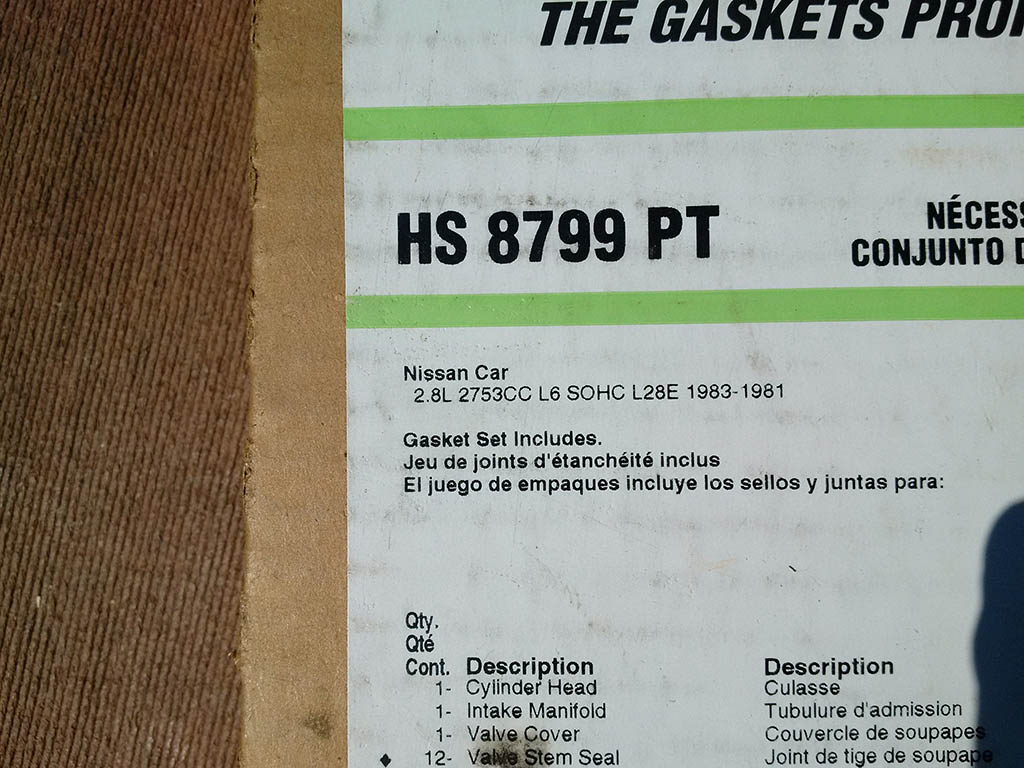 THE GASKETS
HS 8799 PT
CONJUNTO
Nissan Car
2.8L 2753CC L6 SOHC L28E 1983-1981
Gasket Set Includes.
Jeu de joints d'étanchéité inclus
El juego de empaques incluye los sellos y juntas para:
Qty.
Qté
Cont. Description Description
1- Cylinder Head Culasse
1- Intake Manifold Tubulure d'admission
1- Valve Cover Couvercle de soupapes
♦ 12- Valve Stem Seal Joint de tige de soupape